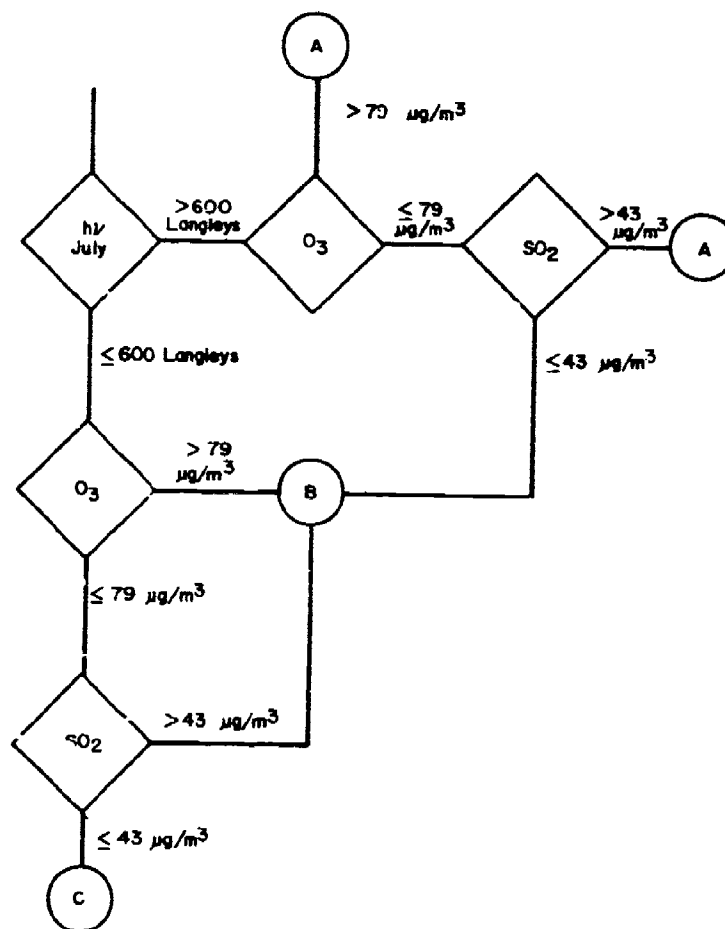 A
>79 μg/m³
hν
July
>600
Langleys
O₃
≤79
μg/m³
SO₂
>43
μg/m³
A
≤600 Langleys
≤43 μg/m³
O₃
>79
μg/m³
B
≤79 μg/m³
SO₂
>43 μg/m³
≤43 μg/m³
C